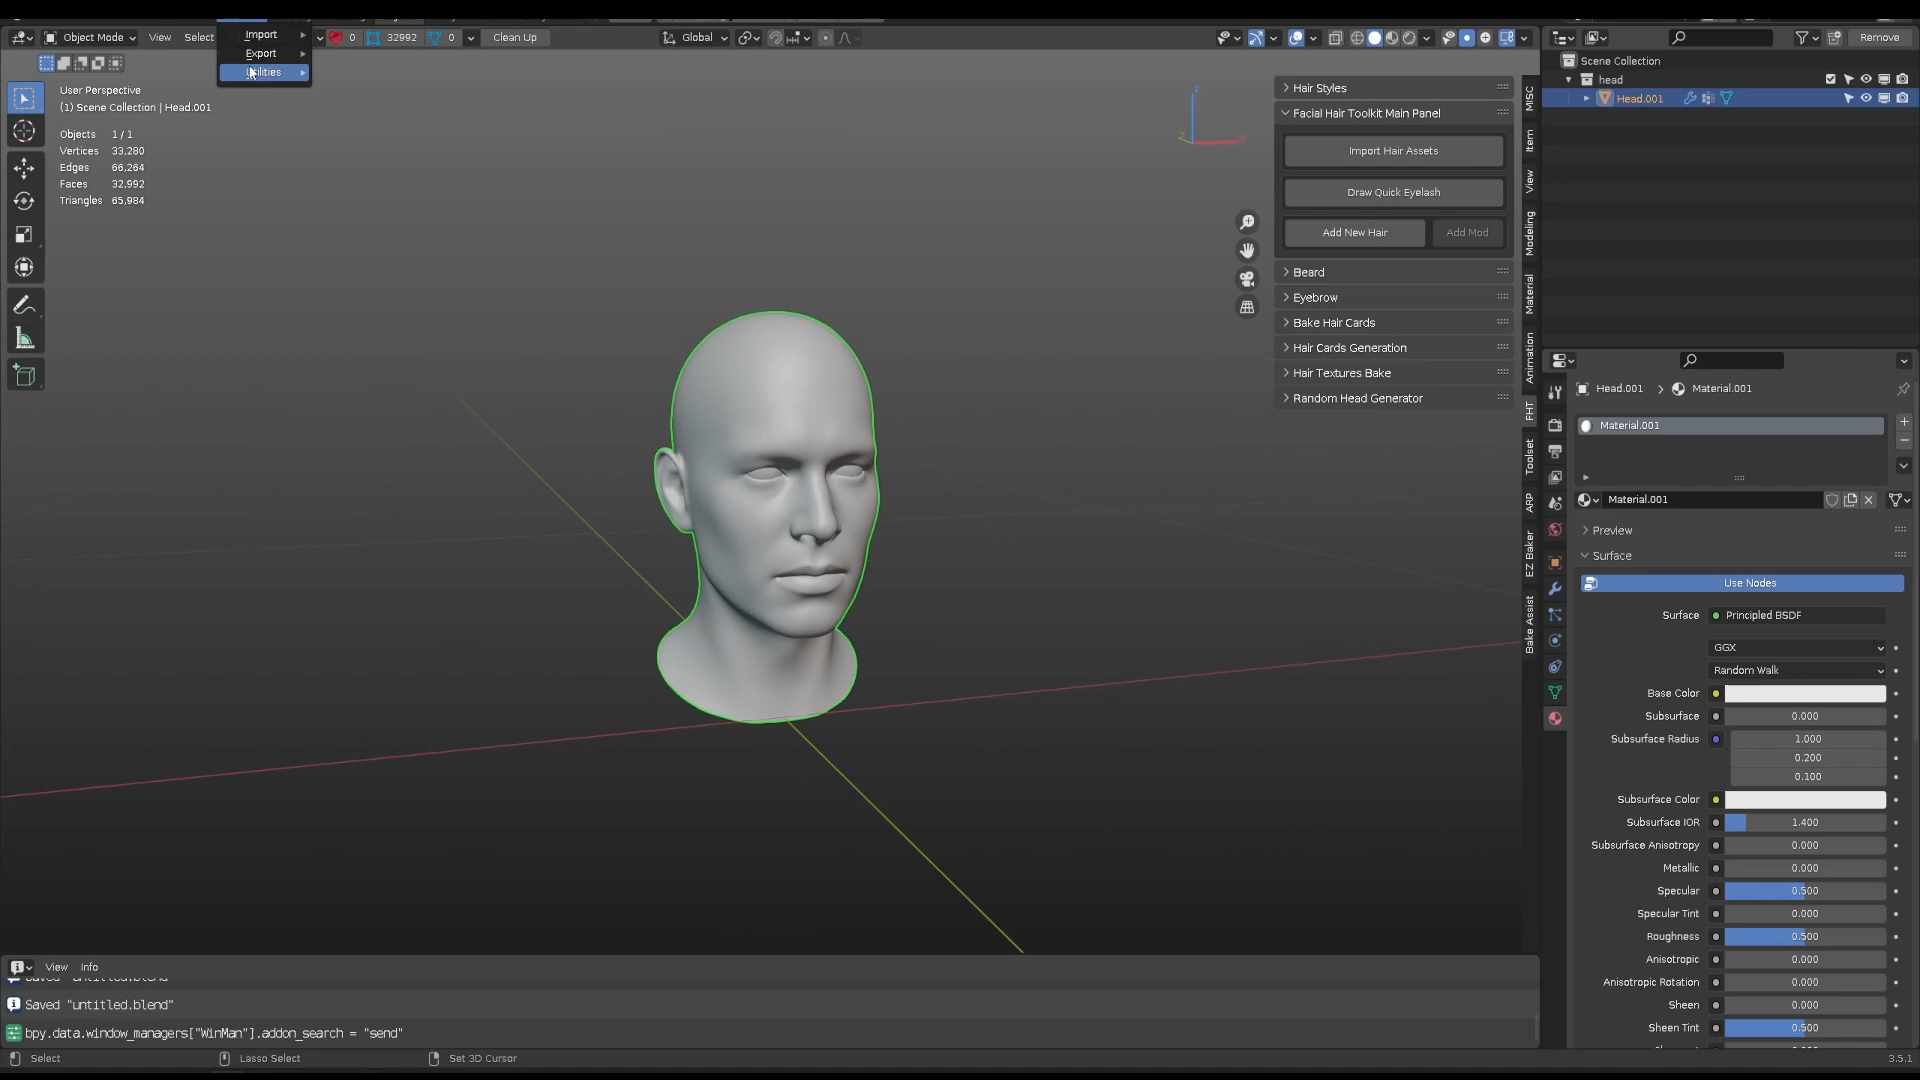 Object Mode
View
Select
Import
Export
Utilities
0
32992
0
Clean Up
Global
Remove
User Perspective
(1) Scene Collection | Head.001
Objects 1 / 1
Vertices 33,280
Edges 66,264
Faces 32,992
Triangles 65,984
Z
Hair Styles
Facial Hair Toolkit Main Panel
Import Hair Assets
Draw Quick Eyelash
Add New Hair
Add Mod
Beard
Eyebrow
Bake Hair Cards
Hair Cards Generation
Hair Textures Bake
Random Head Generator
MISC
Item
View
Modeling
Material
Animation
FHT
Toolset
ARP
EZ Baker
Bake Assist
Scene Collection
head
Head.001
Head.001
Material.001
Material.001
Material.001
Preview
Surface
Use Nodes
Surface Principled BSDF
GGX
Random Walk
Base Color
Subsurface 0.000
Subsurface Radius 1.000
0.200
0.100
Subsurface Color
Subsurface IOR 1.400
Subsurface Anisotropy 0.000
Metallic 0.000
Specular 0.500
Specular Tint 0.000
Roughness 0.500
Anisotropic 0.000
Anisotropic Rotation 0.000
Sheen 0.000
Sheen Tint 0.500
View
Info
Saved "untitled.blend"
Saved "untitled.blend"
bpy.data.window_managers["WinMan"].addon_search = "send"
Select
Lasso Select
Set 3D Cursor
3.5.1